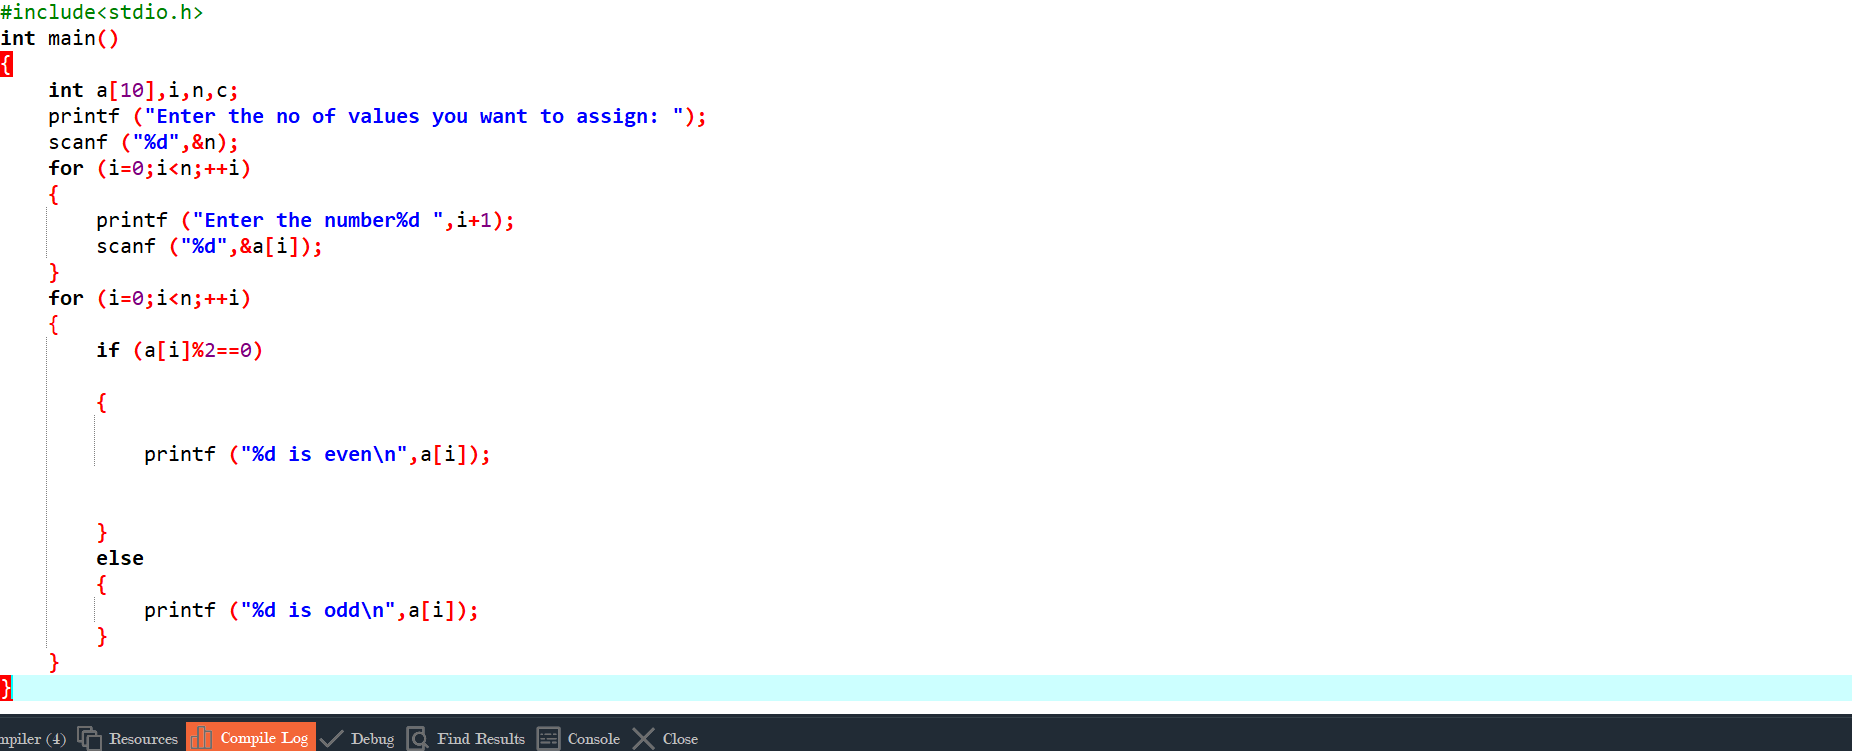 #include<stdio.h>
int main()
{
    int a[10],i,n,c;
    printf ("Enter the no of values you want to assign: ");
    scanf ("%d",&n);
    for (i=0;i<n;++i)
    {
        printf ("Enter the number%d ",i+1);
        scanf ("%d",&a[i]);
    }
    for (i=0;i<n;++i)
    {
        if (a[i]%2==0)
        {
            printf ("%d is even\n",a[i]);
        }
        else
        {
            printf ("%d is odd\n",a[i]);
        }
    }
}
mpiler (4) Resources Compile Log Debug Find Results Console Close